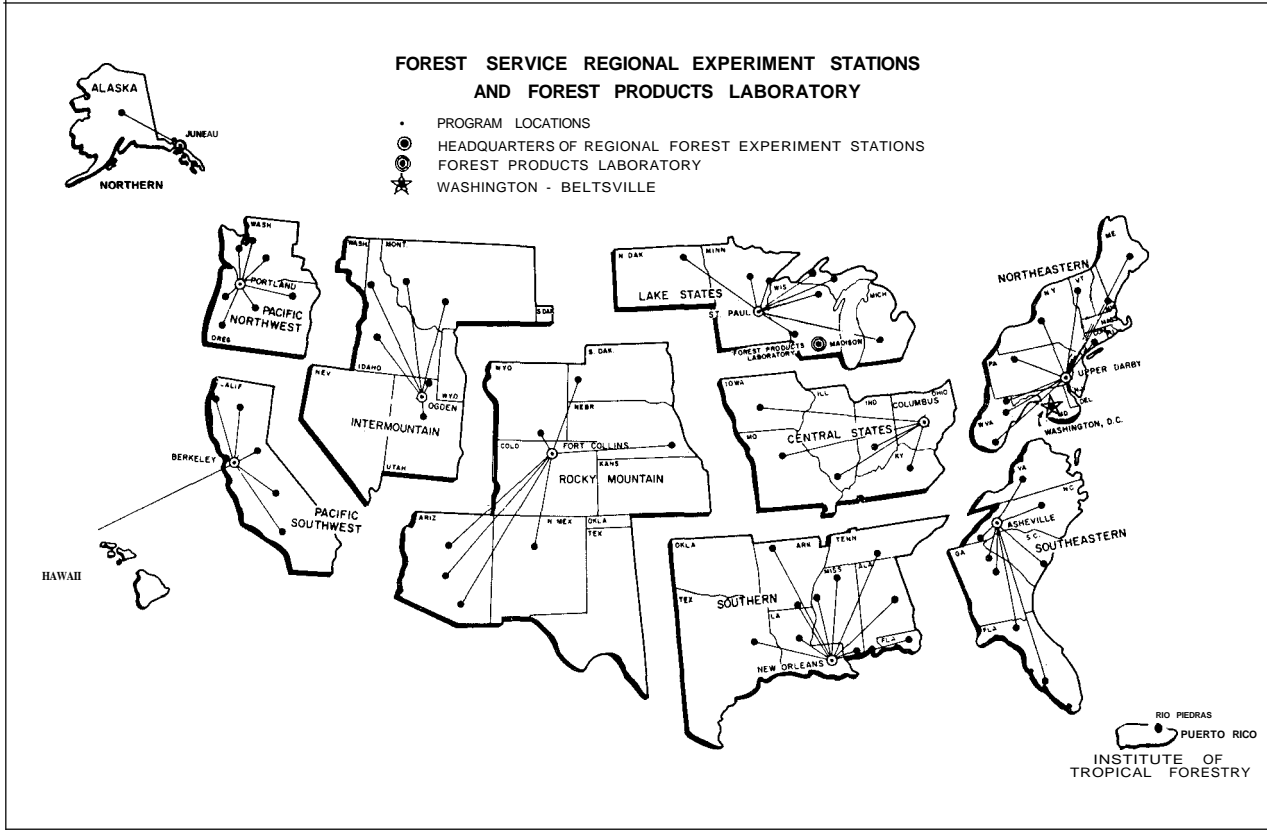 FOREST SERVICE REGIONAL EXPERIMENT STATIONS
AND FOREST PRODUCTS LABORATORY
PROGRAM LOCATIONS
HEADQUARTERS OF REGIONAL FOREST EXPERIMENT STATIONS
FOREST PRODUCTS LABORATORY
WASHINGTON - BELTSVILLE
ALASKA
JUNEAU
NORTHERN
WASH
PORTLAND
PACIFIC
NORTHWEST
OREG
WASH
MONT
S DAK
IDAHO
WYO
NEV
OGDEN
INTERMOUNTAIN
UTAH
CALIF
BERKELEY
PACIFIC
SOUTHWEST
HAWAII
WYO
S. DAK
NEBR
COLO
FORT COLLINS
KANS
ROCKY MOUNTAIN
ARIZ
N MEX
OKLA
TEX
N DAK
MINN
LAKE STATES
WIS
MICH
ST. PAUL
FOREST PRODUCTS
LABORATORY
MADISON
IOWA
ILL
IND
OHIO
COLUMBUS
MO
CENTRAL STATES
KY
OKLA
ARK
TENN
TEX
SOUTHERN
MISS
ALA
LA
FLA
NEW ORLEANS
ME
NORTHEASTERN
VT
N.Y
PA
UPPER DARBY
DEL
MD
W VA
WASHINGTON, D.C.
VA
N C
ASHEVILLE
S C.
SOUTHEASTERN
GA
FLA
RIO PIEDRAS
PUERTO RICO
INSTITUTE OF
TROPICAL FORESTRY